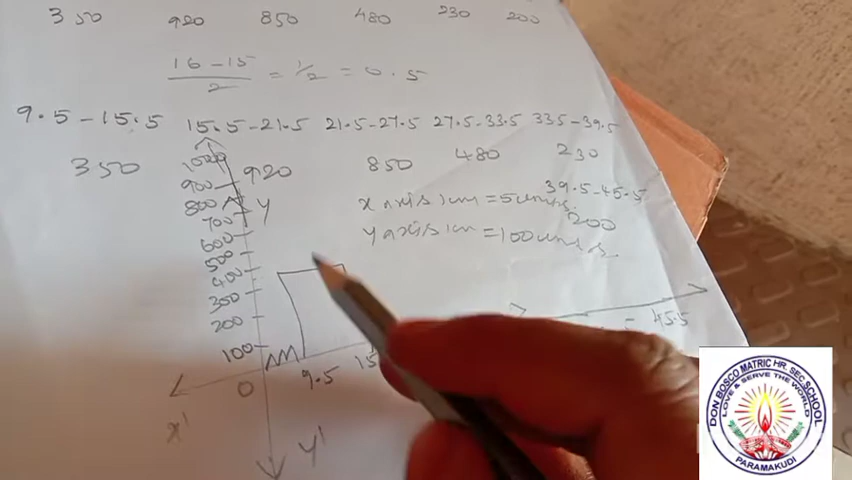 350 920 850 480 230 200
16-15/2 = 1/2 = 0.5
9.5-15.5 15.5-21.5 21.5-27.5 27.5-33.5 33.5-39.5
350 920 850 480 230
39.5-45.5
200
x axis 1cm = 5 units.
y axis 1cm = 100 units.
1000
900
800 y
700
600
500
400
300
200
100
0 9.5 15 45.5
x'
y'
DON BOSCO MATRIC HR. SEC. SCHOOL
LOVE & SERVE THE WORLD
PARAMAKUDI